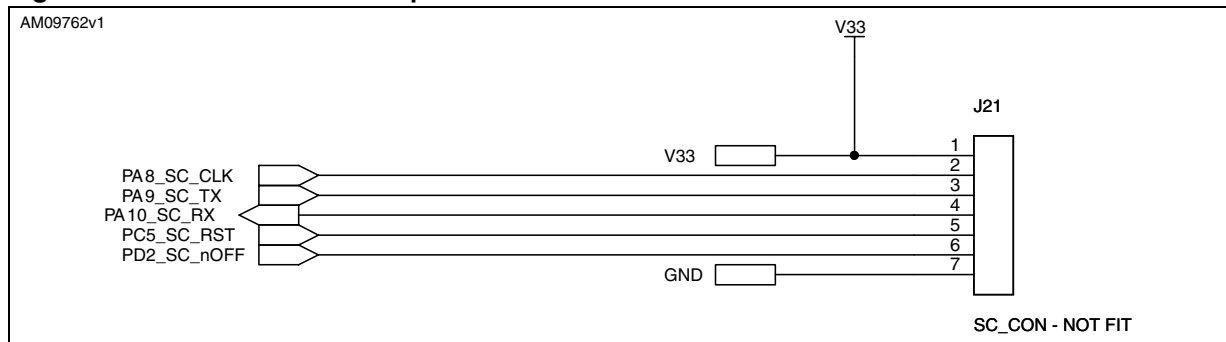 AM09762v1
V33
J21
V33
1
PA8_SC_CLK
2
PA9_SC_TX
3
PA10_SC_RX
4
PC5_SC_RST
5
PD2_SC_nOFF
6
GND
7
SC_CON - NOT FIT